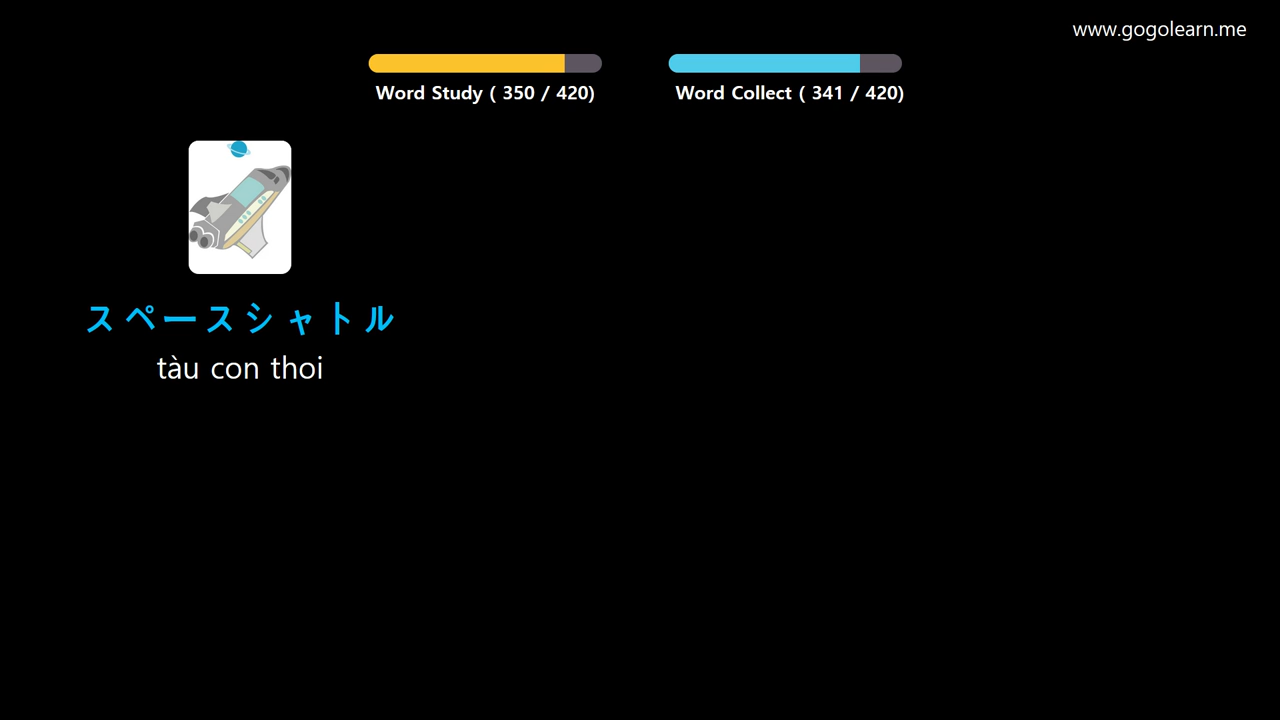 www.gogolearn.me
Word Study ( 350 / 420)
Word Collect ( 341 / 420)
スペースシャトル
tàu con thoi